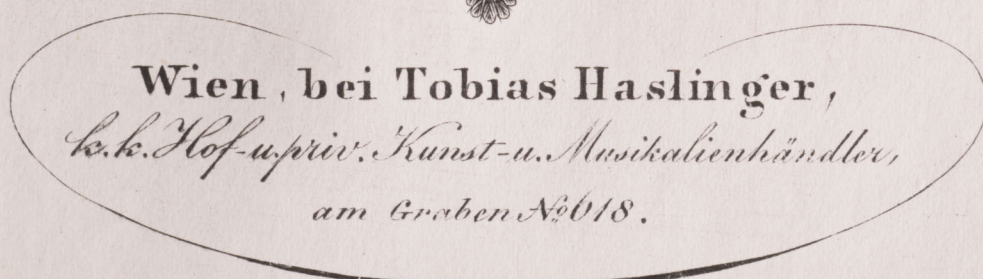 Wien, bei Tobias Haslinger,
k.k. Hof- u. priv. Kunst- u. Musikalienhändler,
am Graben No 618.